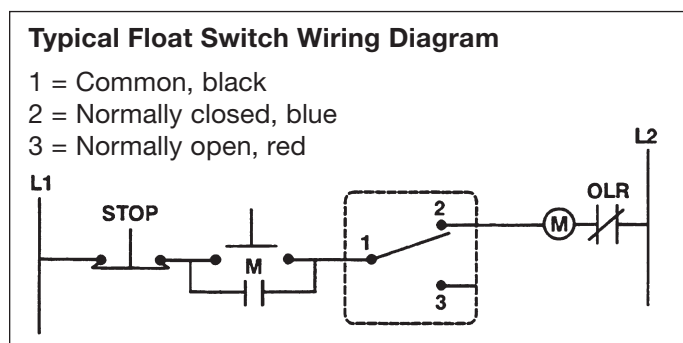 Typical Float Switch Wiring Diagram
1 = Common, black
2 = Normally closed, blue
3 = Normally open, red
L2
L1
OLR
STOP
2
M
1
M
3